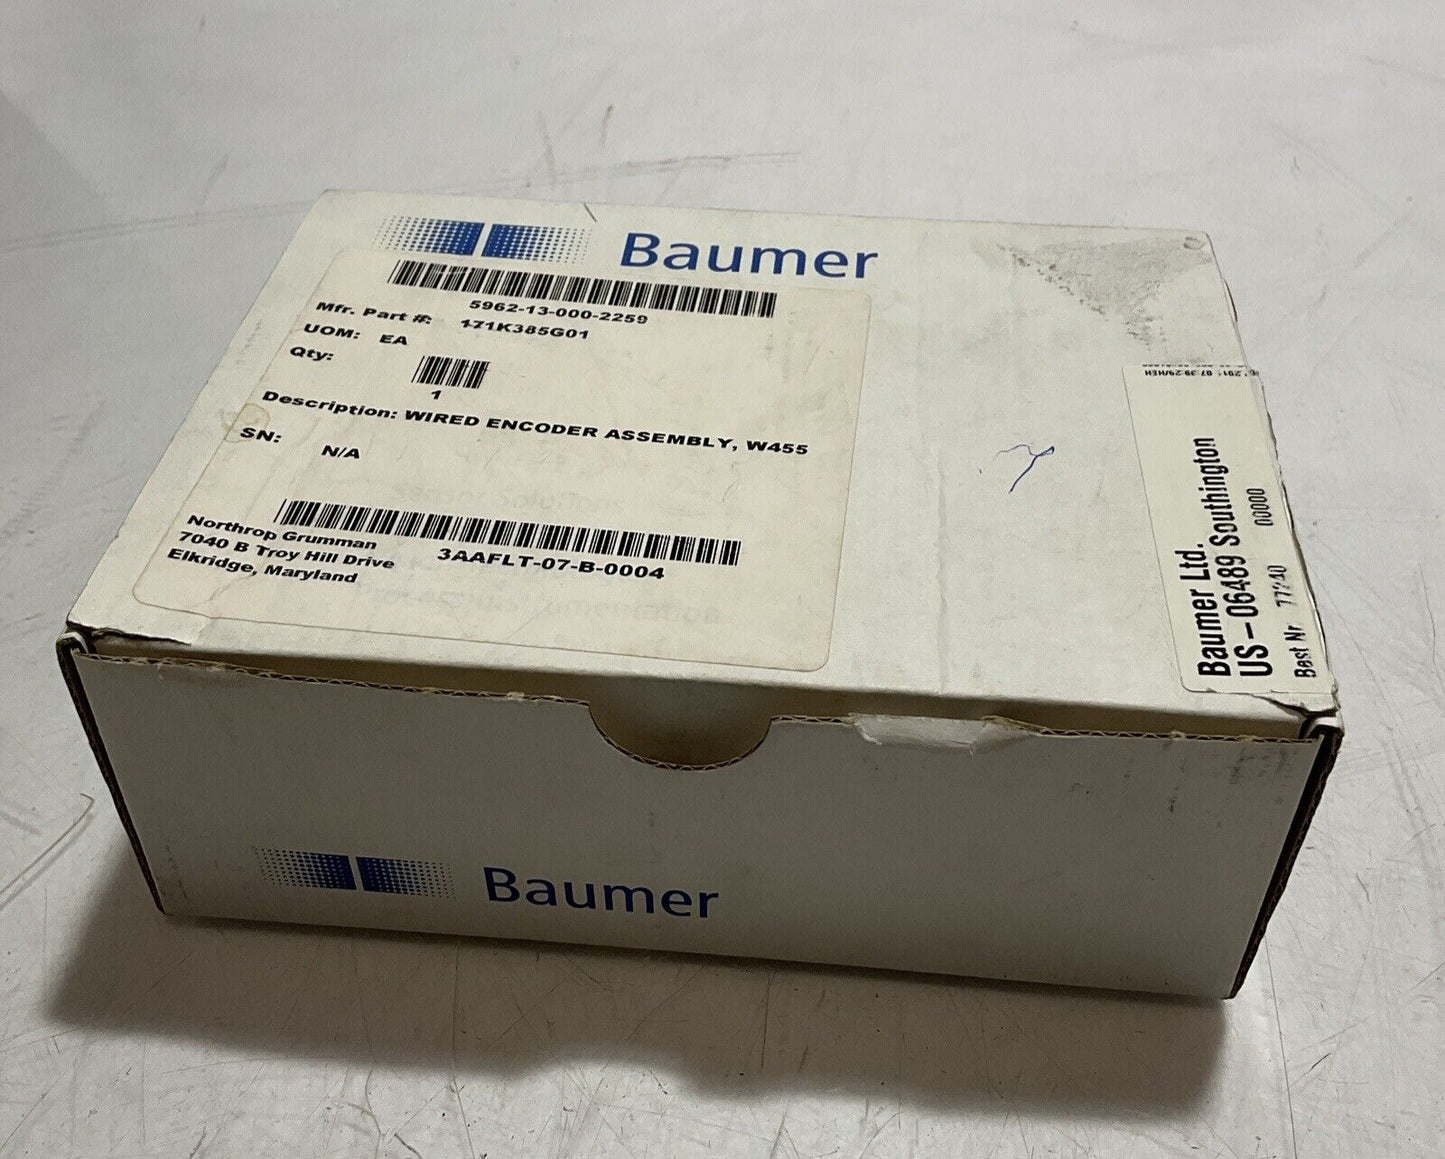 Baumer
5962-13-000-2259
Mfr. Part #: 171K385G01
UOM: EA
Qty:
1
Description: WIRED ENCODER ASSEMBLY, W455
SN:
N/A
Northrop Grumman
7040 B Troy Hill Drive
Elkridge, Maryland
3AAFLT-07-B-0004
Baumer Ltd.
US-06489 Southington
Best Nr 00000
Baumer